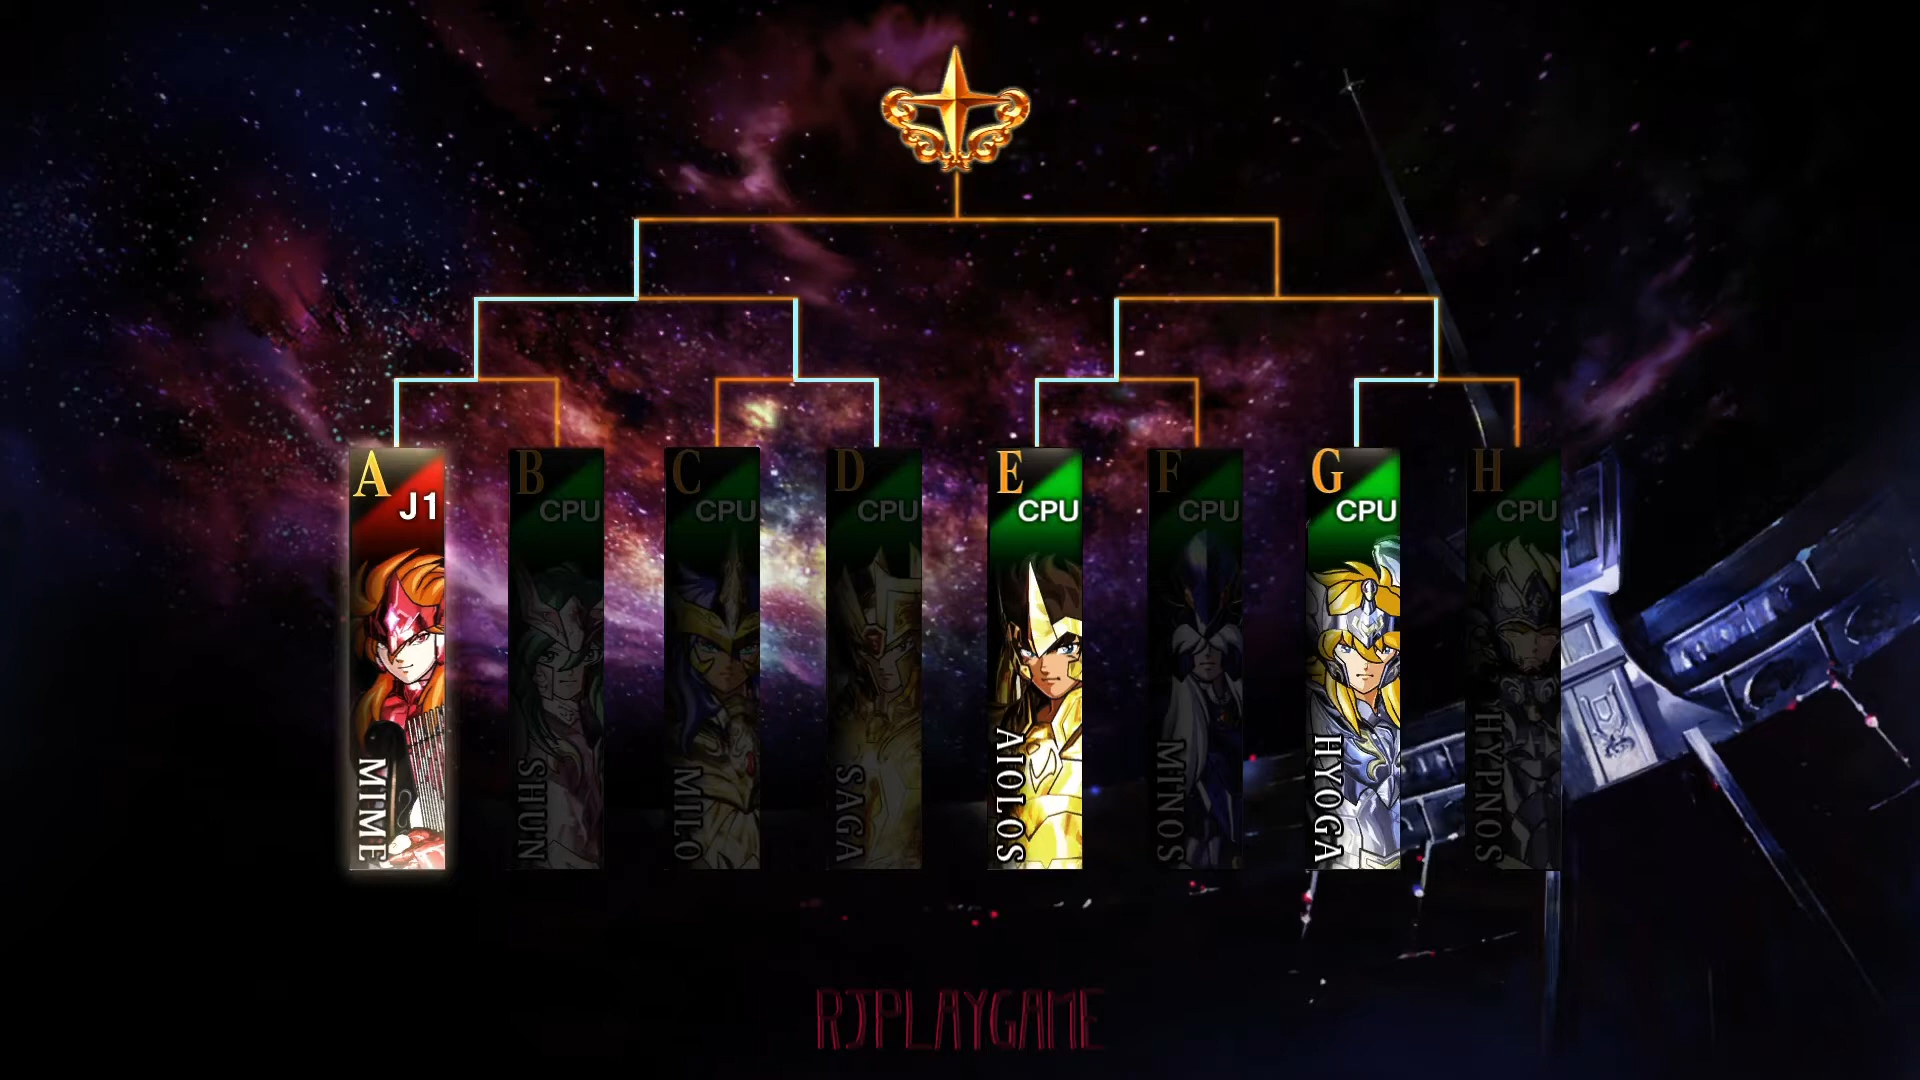 A J1 MIME
B CPU SHUN
C CPU MILO
D CPU SAGA
E CPU AIOLOS
F CPU MINOS
G CPU HYOGA
H CPU HYPNOS
RJPLAYGAME